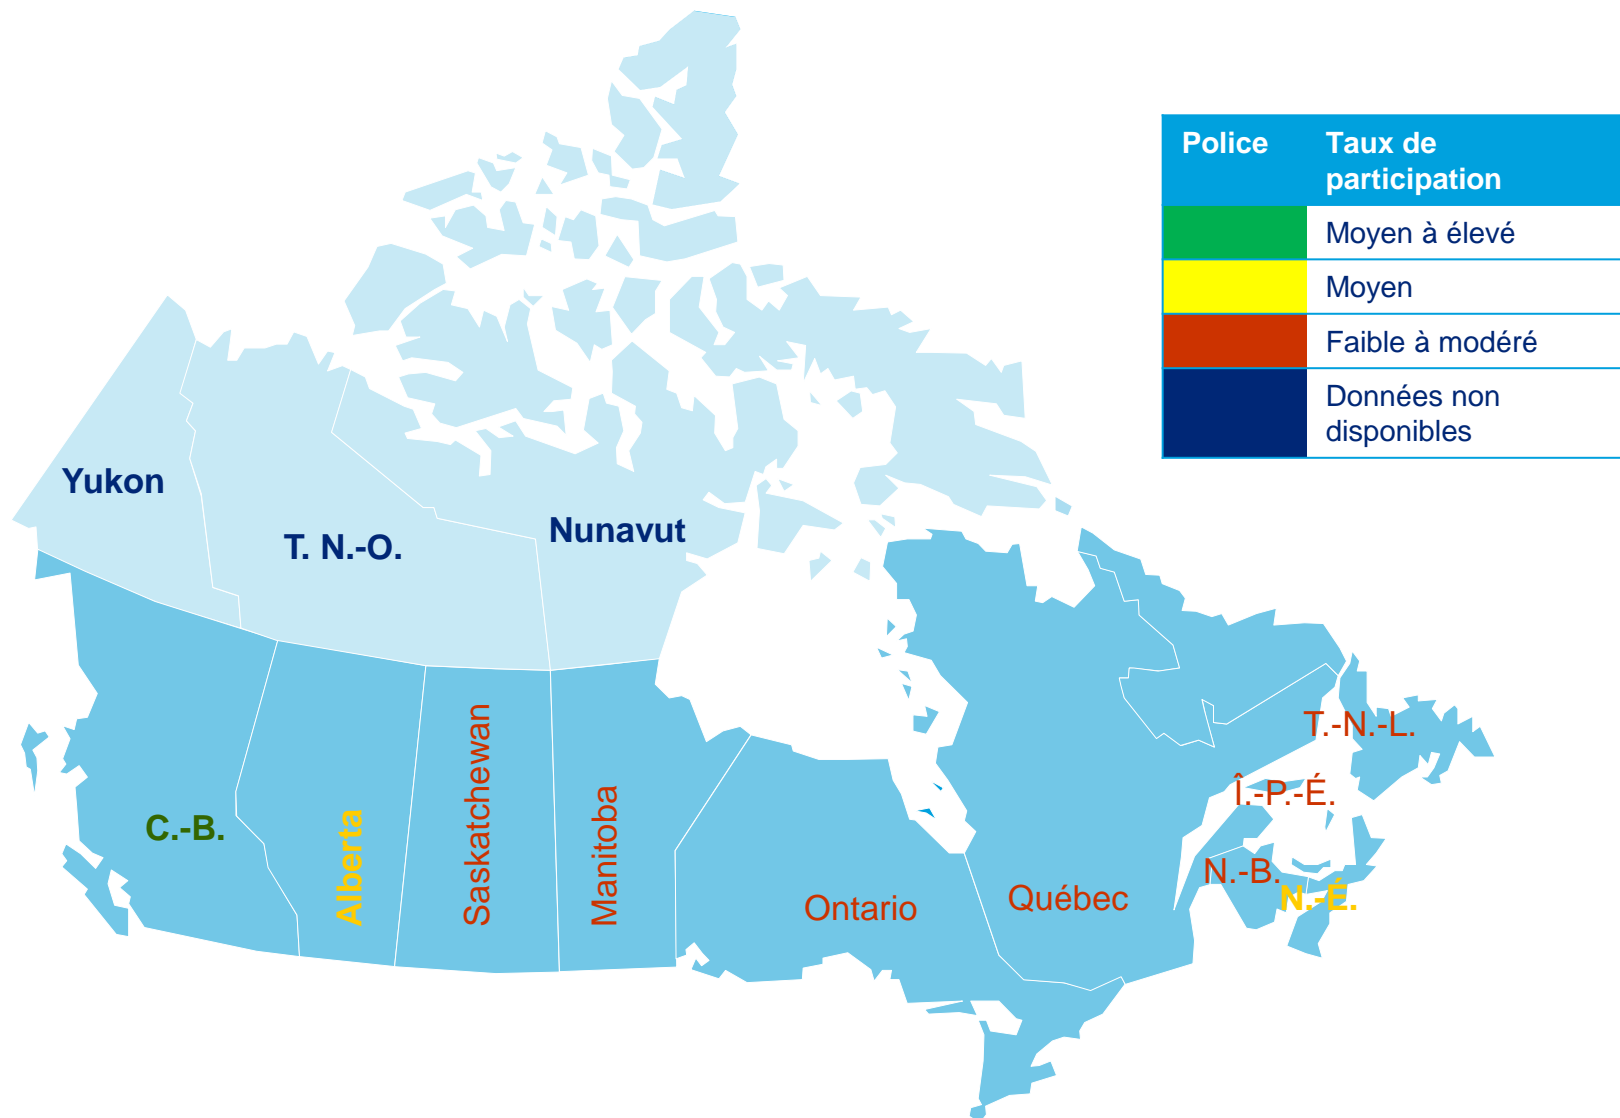 Police
Taux de
participation
Moyen à élevé
Moyen
Faible à modéré
Données non
disponibles
Yukon
T. N.-O.
Nunavut
C.-B.
Alberta
Saskatchewan
Manitoba
Ontario
Québec
T.-N.-L.
Î.-P.-É.
N.-B.
N.-É.